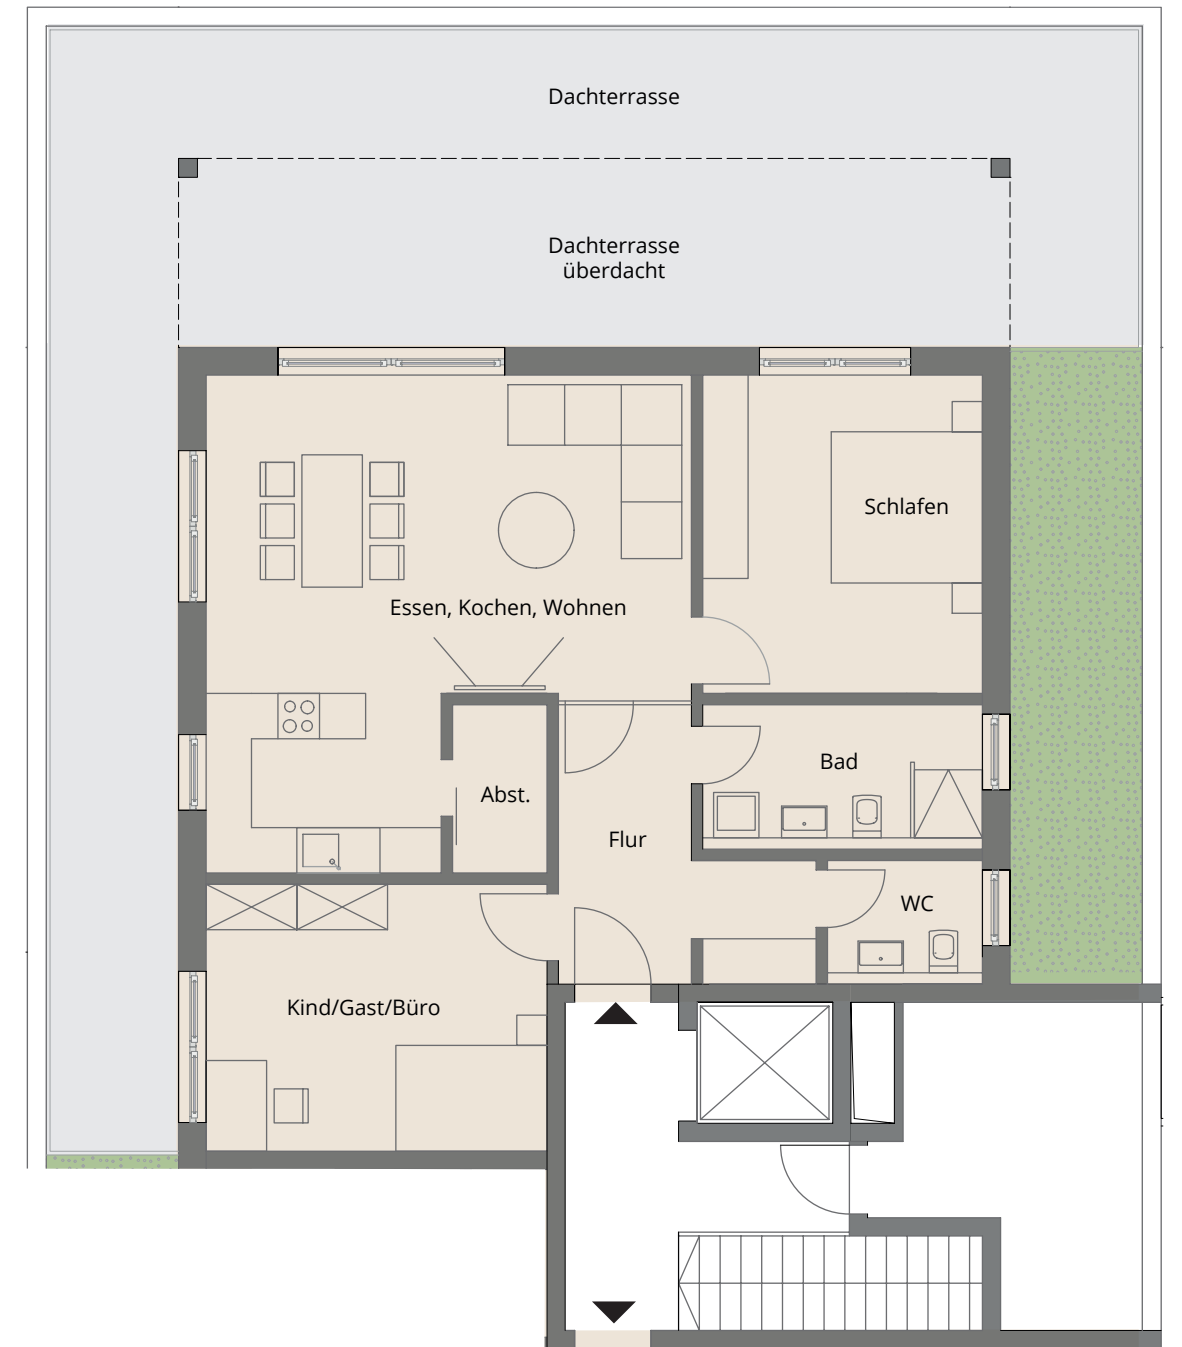 Dachterrasse
Dachterrasse
überdacht
Schlafen
Essen, Kochen, Wohnen
Bad
Abst.
Flur
WC
Kind/Gast/Büro